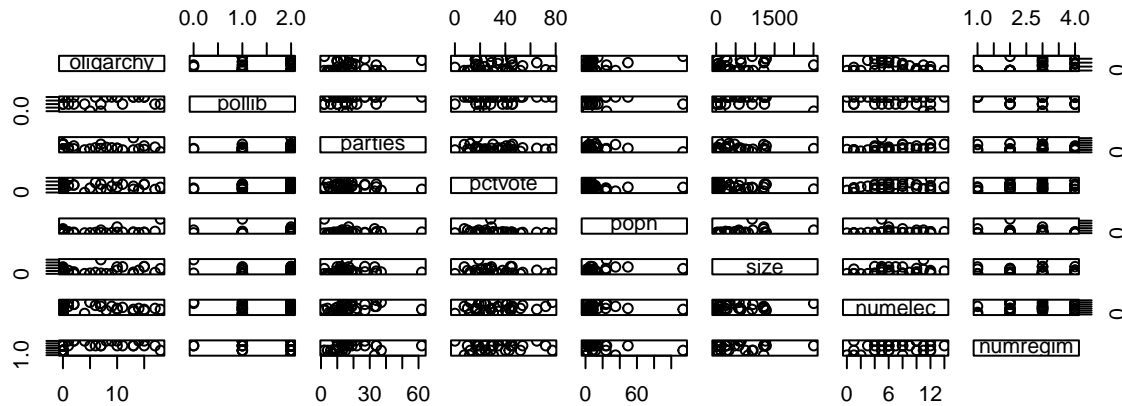 0.0 1.0 2.0 0 40 80 0 1500 1.0 2.5 4.0
oligarchy 0
0.0 pollib
parties 0
0 pctvote
popn 0
0 size
numelec 0
1.0 numregim
0 10 0 30 60 0 60 0 6 12